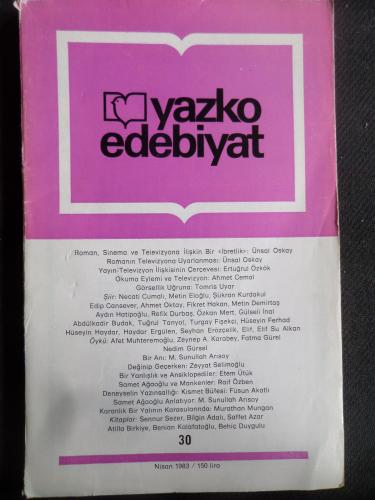 yazko
edebiyat
Roman, Sinema ve Televizyona İlişkin Bir «İbretlik»: Ünsal Oskay
Romanın Televizyona Uyarlanması: Ünsal Oskay
Yayın-Televizyon İlişkisinin Çerçevesi: Ertuğrul Özkök
Okuma Eylemi ve Televizyon: Ahmet Cemal
Görsellik Uğruna: Tomris Uyar
Şiir: Necati Cumalı, Metin Eloğlu, Şükran Kurdakul
Edip Cansever, Ahmet Oktay, Fikret Hakan, Metin Demirtaş
Aydın Hatipoğlu, Refik Durbaş, Özkan Mert, Gülseli İnal
Abdülkadir Budak, Tuğrul Tanyol, Turgay Fişekçi, Hüseyin Ferhad
Hüseyin Haydar, Haydar Ergülen, Seyhan Erözçelik, Elif, Elif Su Alkan
Öykü: Afet Muhteremoğlu, Zeynep A. Karabey, Fatma Gürel
Nedim Gürsel
Bir Anı: M. Sunullah Arısoy
Değinip Geçerken: Zeyyat Selimoğlu
Bir Yanlışlık ve Ansiklopediler: Etem Ütük
Samet Ağaoğlu ve Mankenler: Raif Özben
Deneyselin Yazınsallığı: Kısmet Büfesi: Füsun Akatlı
Samet Ağaoğlu Anlatıyor: M. Sunullah Arısoy
Karanlık Bir Yalının Karasularında: Murathan Mungan
Kitaplar: Sennur Sezer, Bilgin Adalı, Saffet Azar
Atilla Birkiye, Benian Kalafatoğlu, Behiç Duygulu
30
Nisan 1983 / 150 lira